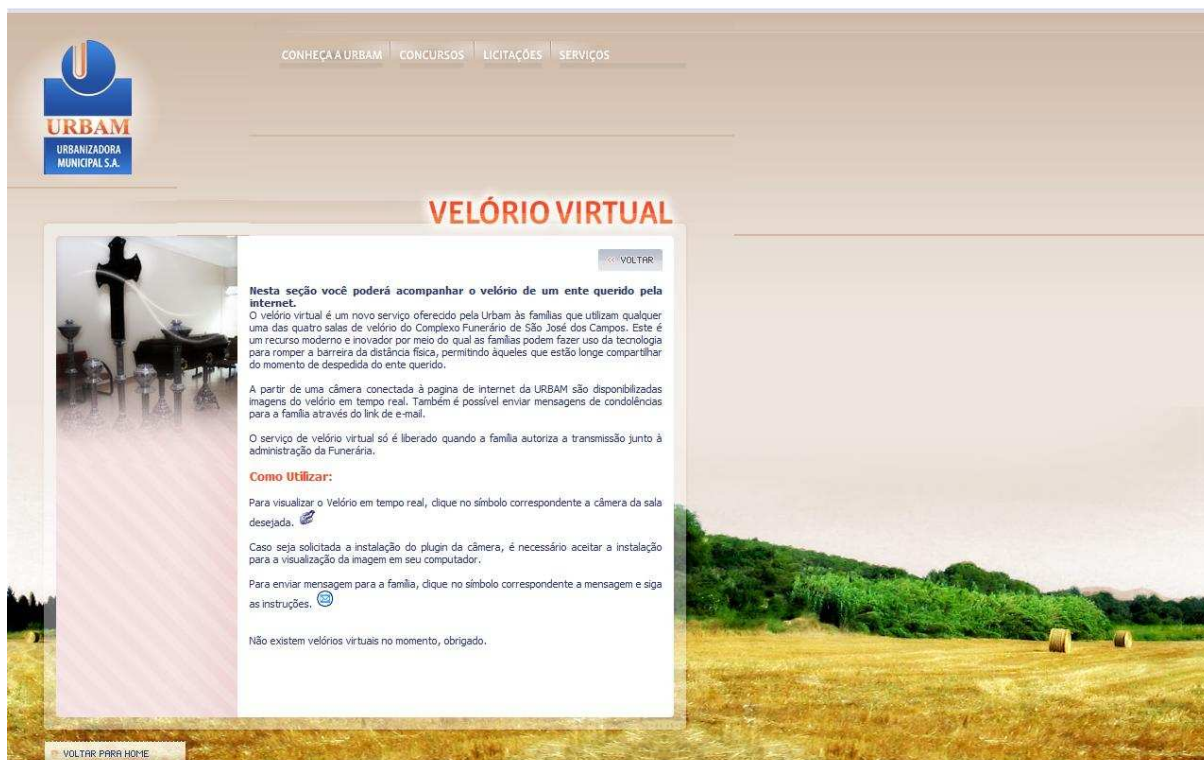 CONHEÇA A URBAM CONCURSOS LICITAÇÕES SERVIÇOS
URBAM
URBANIZADORA
MUNICIPAL S.A.
VELÓRIO VIRTUAL
VOLTAR
Nesta seção você poderá acompanhar o velório de um ente querido pela
internet.
O velório virtual é um novo serviço oferecido pela Urbam às famílias que utilizam qualquer
uma das quatro salas de velório do Complexo Funerário de São José dos Campos. Este é
um recurso moderno e inovador por meio do qual as famílias podem fazer uso da tecnologia
para romper a barreira da distância física, permitindo àqueles que estão longe compartilhar
do momento de despedida do ente querido.
A partir de uma câmera conectada à pagina de internet da URBAM são disponibilizadas
imagens do velório em tempo real. Também é possível enviar mensagens de condolências
para a família através do link de e-mail.
O serviço de velório virtual só é liberado quando a família autoriza a transmissão junto à
administração da Funerária.
Como Utilizar:
Para visualizar o Velório em tempo real, clique no símbolo correspondente a câmera da sala
desejada.
Caso seja solicitada a instalação do plugin da câmera, é necessário aceitar a instalação
para a visualização da imagem em seu computador.
Para enviar mensagem para a família, clique no símbolo correspondente a mensagem e siga
as instruções.
Não existem velórios virtuais no momento, obrigado.
VOLTAR PARA HOME